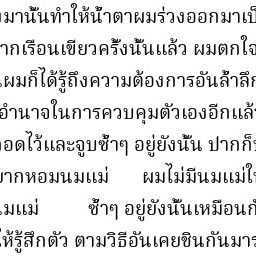 มานั้นทำให้น้ำตาผมร่วงออกมาเป็
ากเรือนเขียวครั้งนั้นแล้ว ผมตกใจ
ผมก็ได้รู้ถึงความต้องการอันล้ำลึก
อำนาจในการควบคุมตัวเองอีกแล้
อดไว้และจูบซ้ำๆ อยู่ยังนั้น ปากก็
ยากหอมนมแม่ ผมไม่มีนมแม่ใ
มแม่ ซ้ำๆ อยู่ยังนั้นเหมือนก
ห้รู้สึกตัว ตามวิธีอันเคยชินกันมา